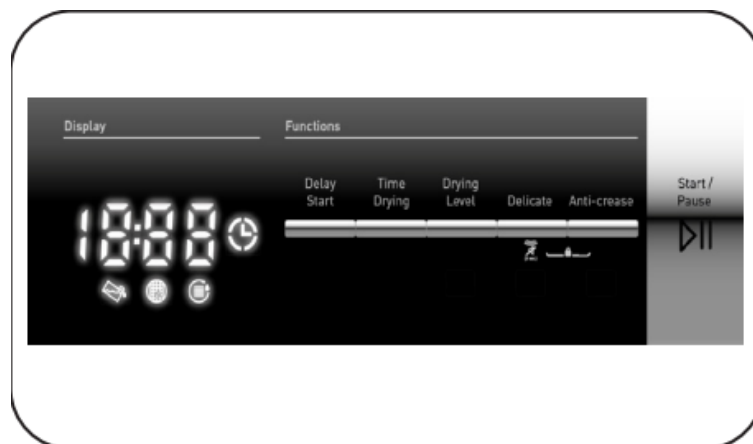 Display
Functions
Delay Start
Time Drying
Drying Level
Delicate
Anti-crease
Start / Pause
18:88